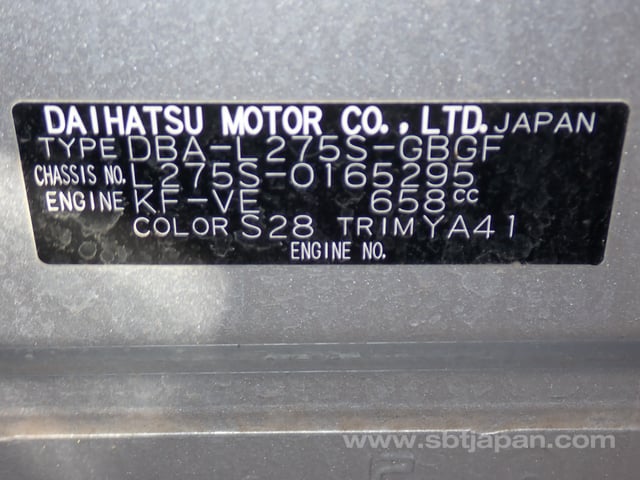 DAIHATSU MOTOR CO., LTD. JAPAN
TYPE DBA-L275S-GBGF
CHASSIS NO. L275S-0165295
ENGINE KF-VE 658cc
COLOR S28 TRIM YA41
ENGINE NO.
www.sbtjapan.com